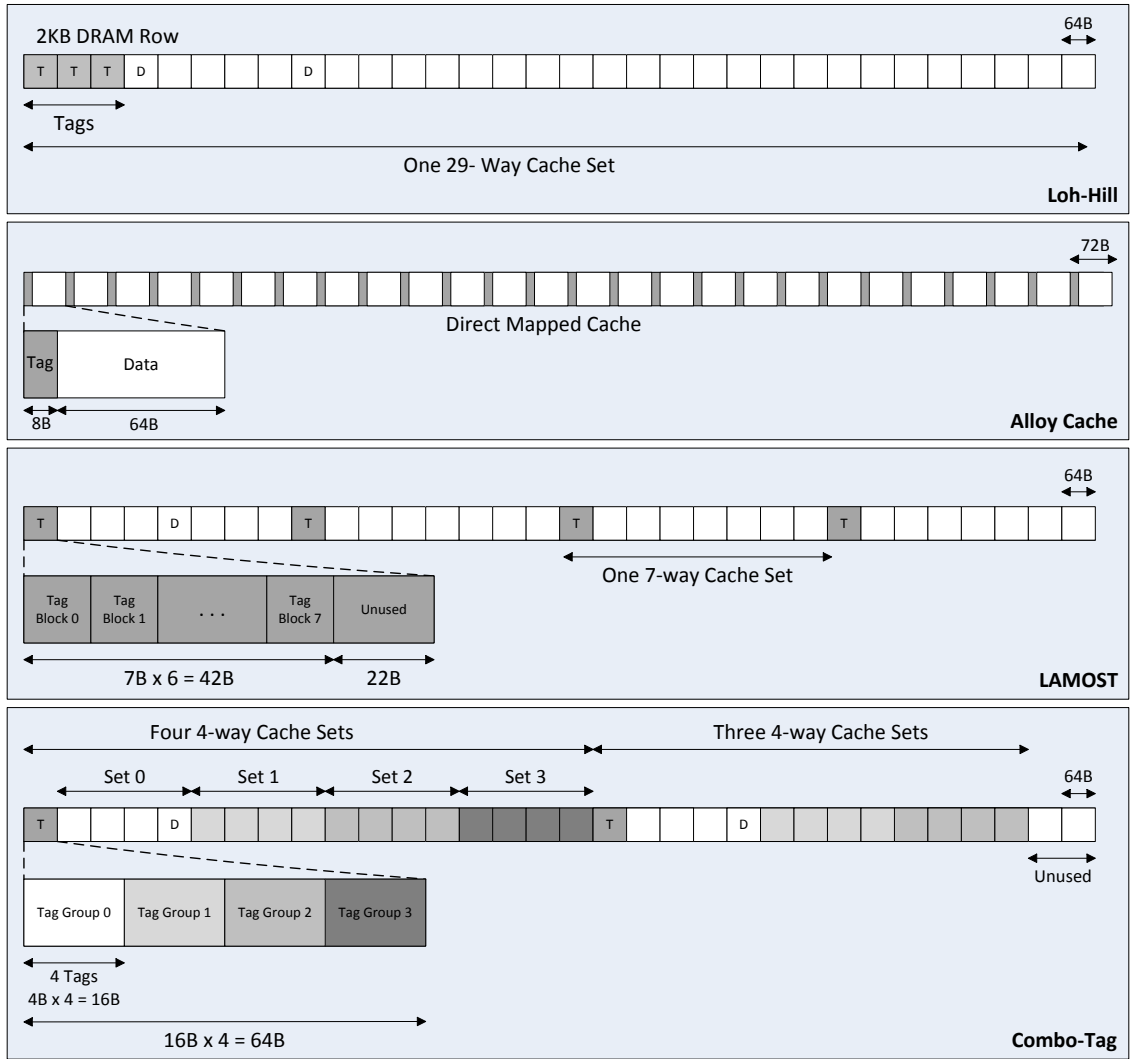 2KB DRAM Row
64B
T T T D D
Tags
One 29- Way Cache Set
Loh-Hill
72B
Direct Mapped Cache
Tag Data
8B 64B
Alloy Cache
64B
T D T T T
One 7-way Cache Set
Tag Block 0
Tag Block 1
. . .
Tag Block 7
Unused
7B x 6 = 42B 22B
LAMOST
Four 4-way Cache Sets Three 4-way Cache Sets
Set 0 Set 1 Set 2 Set 3
64B
T D T D
Unused
Tag Group 0 Tag Group 1 Tag Group 2 Tag Group 3
4 Tags
4B x 4 = 16B
16B x 4 = 64B
Combo-Tag